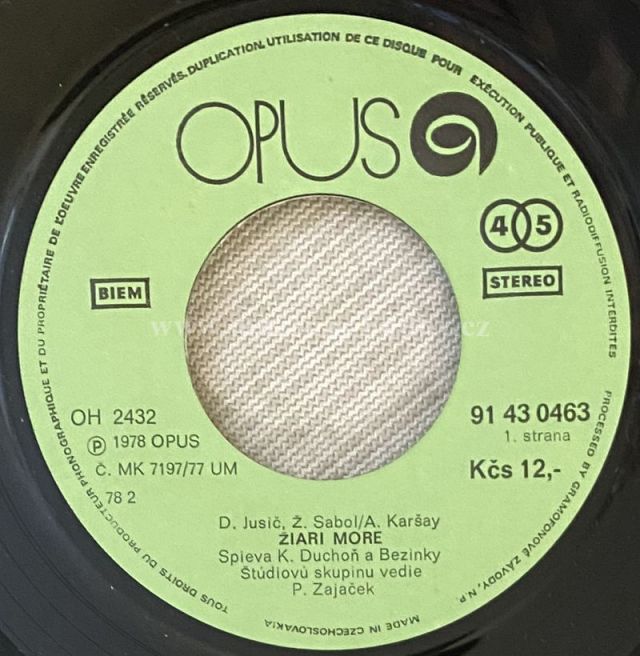 TOUS DROITS DU PRODUCTEUR PHONOGRAPHIQUE ET DU PROPRIÉTAIRE DE L'OEUVRE ENREGISTRÉE RÉSERVÉS. DUPLICATION, UTILISATION DE CE DISQUE POUR EXÉCUTION PUBLIQUE ET RADIODIFFUSION INTERDITES
PROCESSED BY GRAMOFONOVÉ ZÁVODY, N.P.
MADE IN CZECHOSLOVAKIA
OPUS
45
STEREO
BIEM
OH 2432
Ⓟ 1978 OPUS
č. MK 7197/77 UM
78 2
91 43 0463
1. strana
Kčs 12,-
D. Jusič, Ž. Sabol/A. Karšay
ŽIARI MORE
Spieva K. Duchoň a Bezinky
Štúdiovú skupinu vedie
P. Zajaček